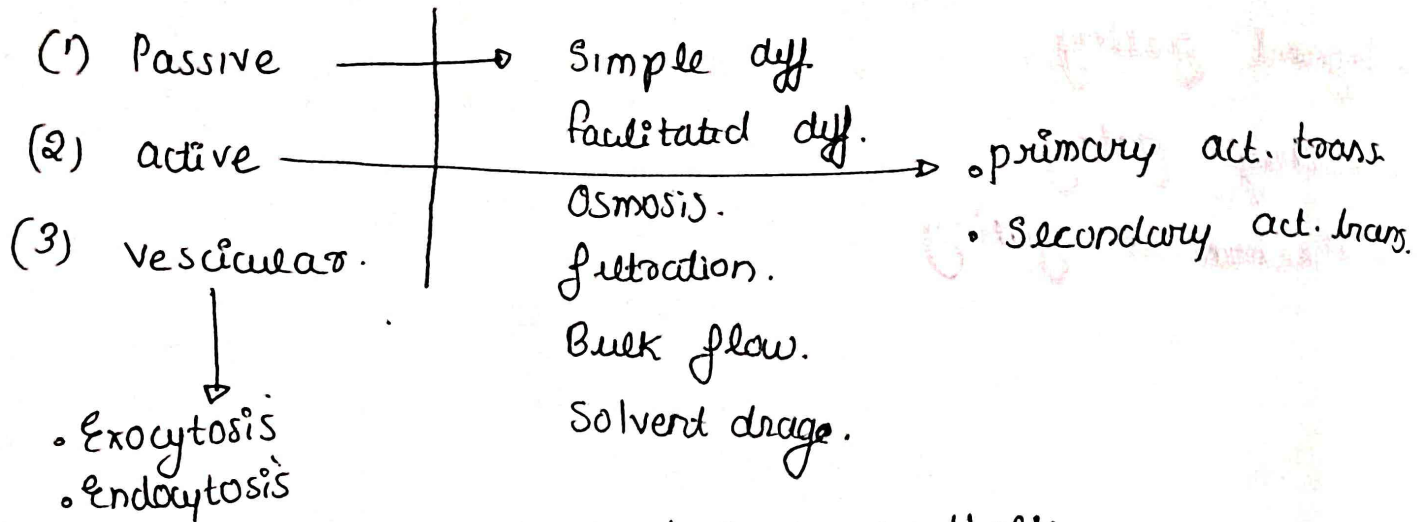 (1) Passive
Simple diff.
facilitated diff.
(2) active
• primary act. trans
Osmosis.
• Secondary act. trans.
(3) Vescicular.
filtration.
Bulk flow.
Solvent drage.
• Exocytosis
• Endocytosis